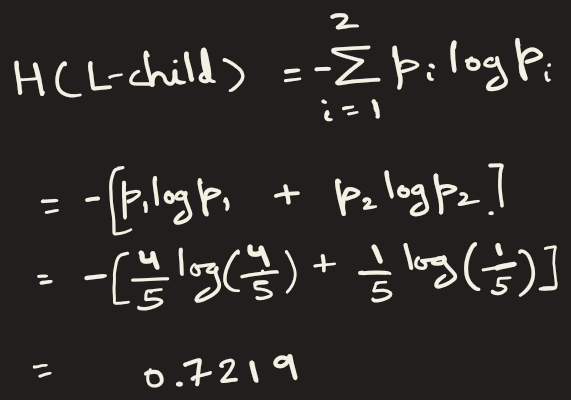 H(L-child) = -∑_{i=1}^{2} p_i log p_i
= -[p_1 log p_1 + p_2 log p_2]
= -[4/5 log(4/5) + 1/5 log(1/5)]
= 0.7219